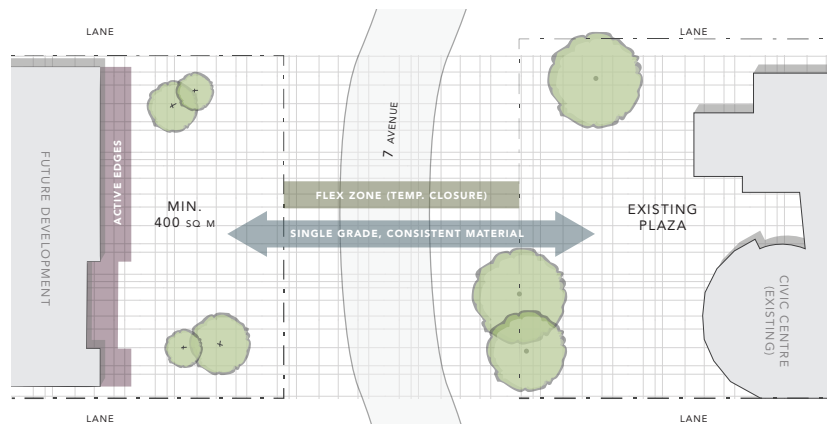 LANE
LANE
7 AVENUE
FUTURE DEVELOPMENT
ACTIVE EDGES
FLEX ZONE (TEMP. CLOSURE)
MIN.
400 SQ M
SINGLE GRADE, CONSISTENT MATERIAL
EXISTING
PLAZA
CIVIC CENTRE
(EXISTING)
LANE
LANE